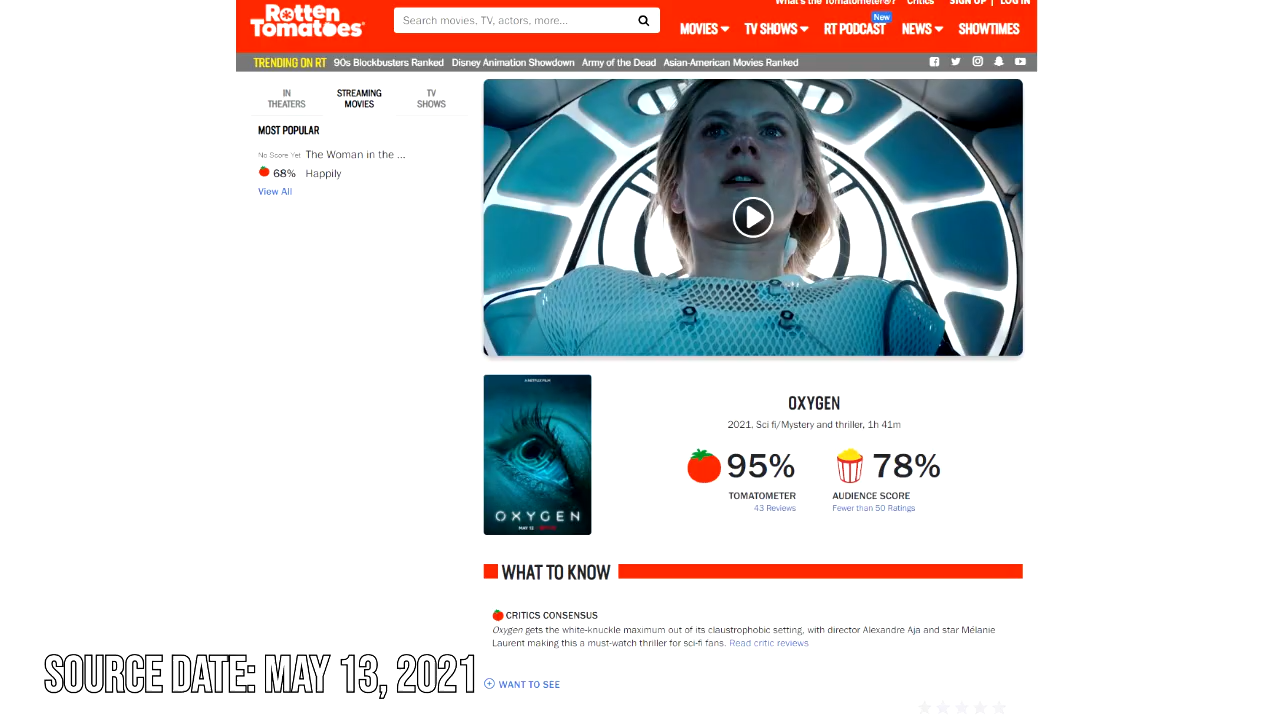 What's the Tomatometer®? Critics SIGN UP | LOG IN
Rotten Tomatoes®
Search movies, TV, actors, more...
New
MOVIES TV SHOWS RT PODCAST NEWS SHOWTIMES
TRENDING ON RT 90s Blockbusters Ranked Disney Animation Showdown Army of the Dead Asian-American Movies Ranked
IN THEATERS
STREAMING MOVIES
TV SHOWS
MOST POPULAR
No Score Yet The Woman in the ...
68% Happily
View All
OXYGEN
MAY 12
OXYGEN
2021, Sci fi/Mystery and thriller, 1h 41m
95% 78%
TOMATOMETER AUDIENCE SCORE
43 Reviews Fewer than 50 Ratings
WHAT TO KNOW
CRITICS CONSENSUS
Oxygen gets the white-knuckle maximum out of its claustrophobic setting, with director Alexandre Aja and star Mélanie
Laurent making this a must-watch thriller for sci-fi fans. Read critic reviews
WANT TO SEE
SOURCE DATE: MAY 13, 2021